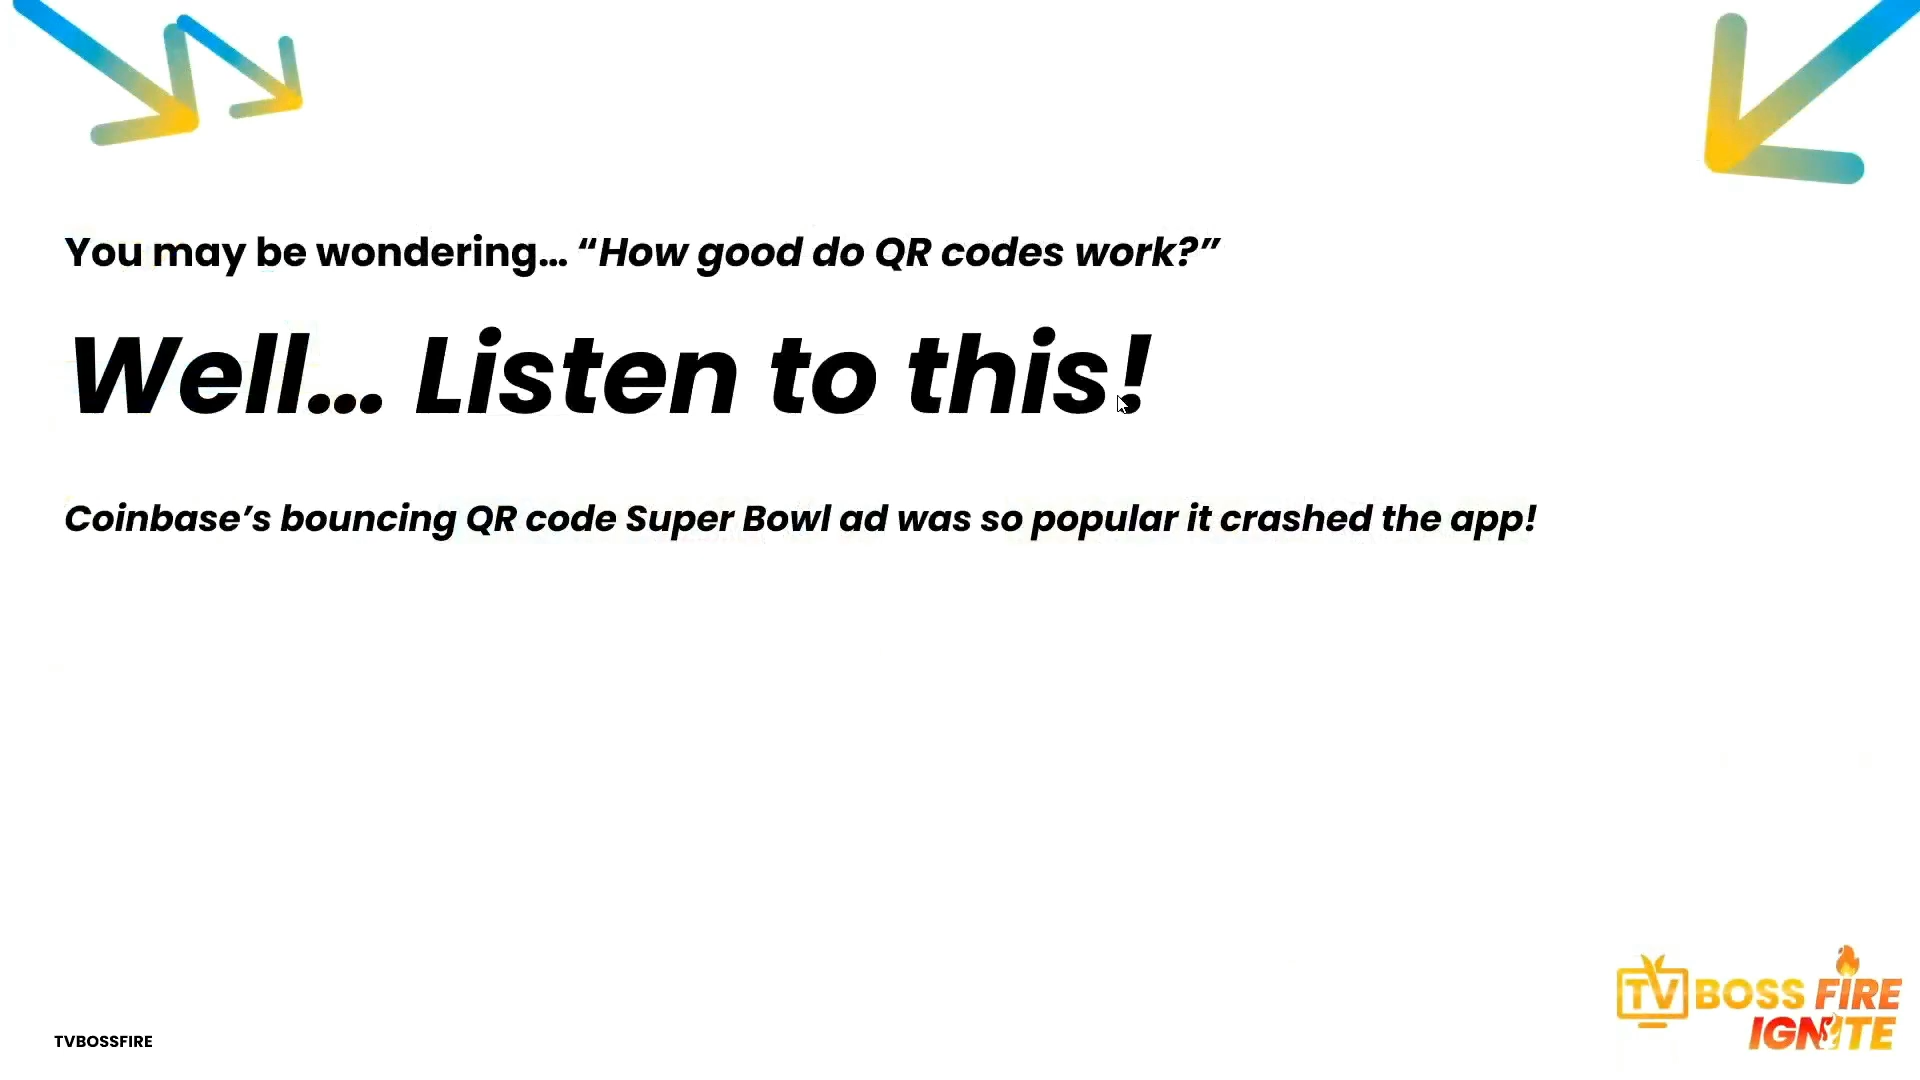 You may be wondering... “How good do QR codes work?”
Well... Listen to this!
Coinbase’s bouncing QR code Super Bowl ad was so popular it crashed the app!
TV BOSS FIRE
IGNITE
TVBOSSFIRE